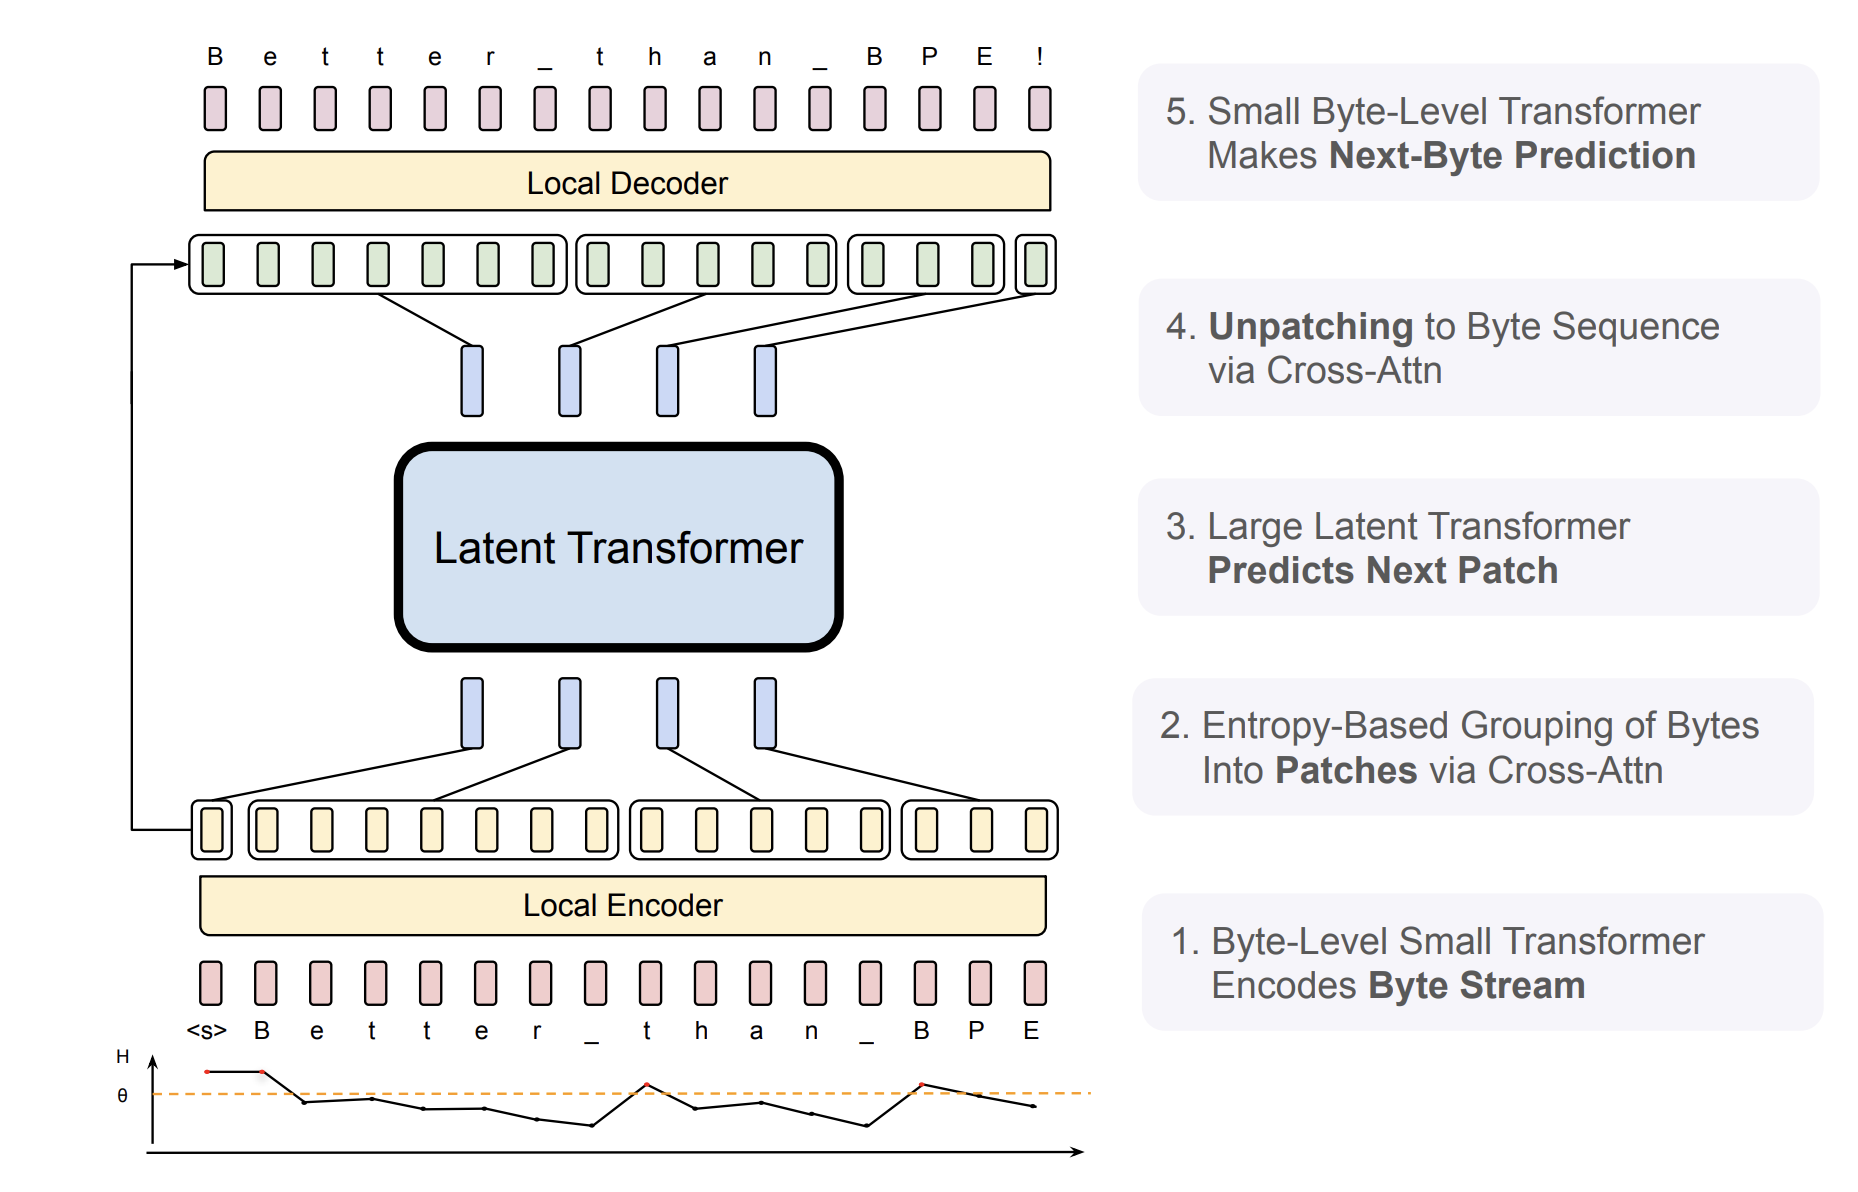 B e t t e r _ t h a n _ B P E !
Local Decoder
Latent Transformer
Local Encoder
<s> B e t t e r _ t h a n _ B P E
H
θ
5. Small Byte-Level Transformer
Makes Next-Byte Prediction
4. Unpatching to Byte Sequence
via Cross-Attn
3. Large Latent Transformer
Predicts Next Patch
2. Entropy-Based Grouping of Bytes
Into Patches via Cross-Attn
1. Byte-Level Small Transformer
Encodes Byte Stream